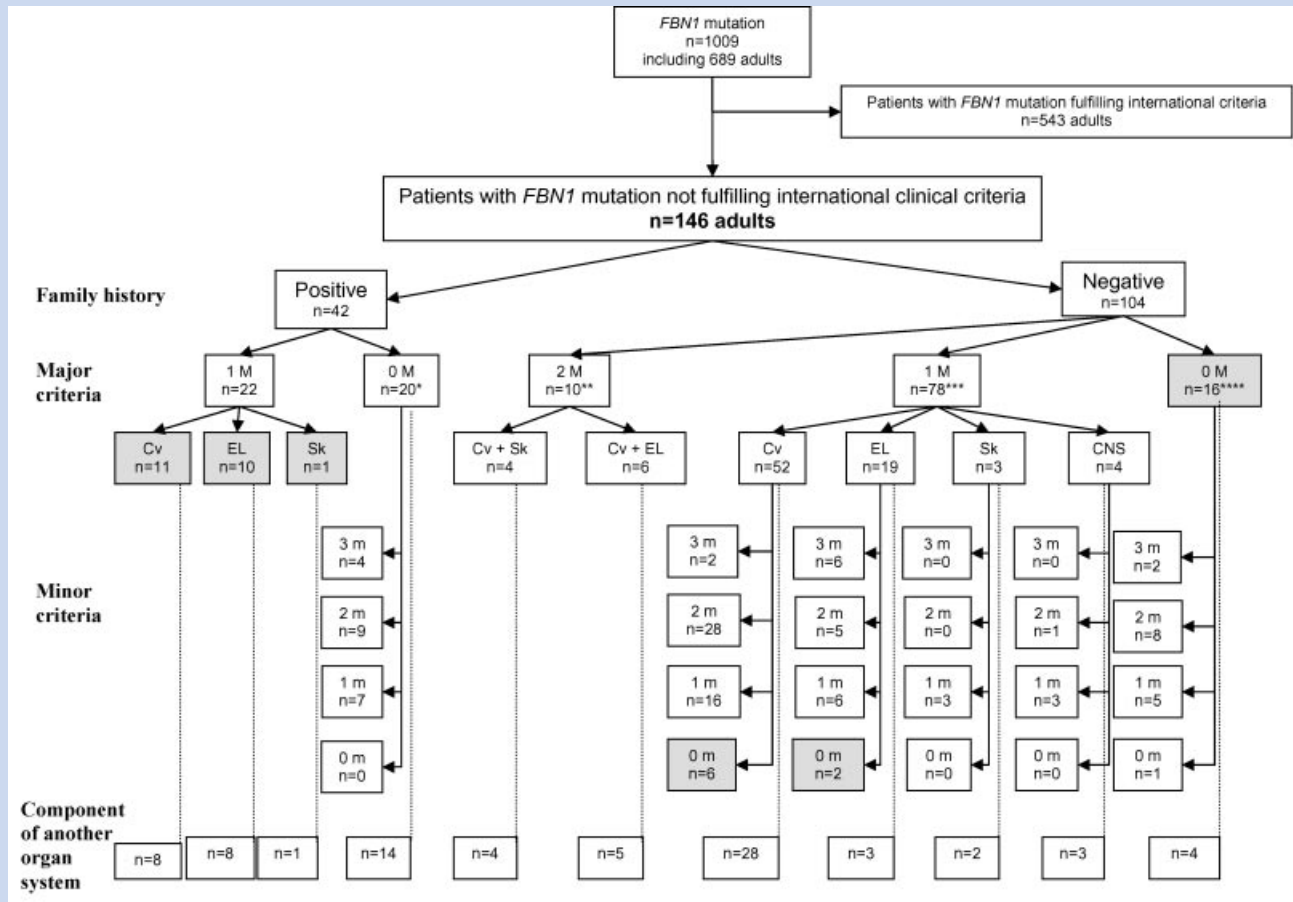 FBN1 mutation
n=1009
including 689 adults
Patients with FBN1 mutation fulfilling international criteria
n=543 adults
Patients with FBN1 mutation not fulfilling international clinical criteria
n=146 adults
Family history
Positive
n=42
Negative
n=104
Major
criteria
1 M
n=22
0 M
n=20*
2 M
n=10**
1 M
n=78***
0 M
n=16****
Cv
n=11
EL
n=10
Sk
n=1
Cv + Sk
n=4
Cv + EL
n=6
Cv
n=52
EL
n=19
Sk
n=3
CNS
n=4
Minor
criteria
3 m
n=4
3 m
n=2
3 m
n=6
3 m
n=0
3 m
n=0
3 m
n=2
2 m
n=9
2 m
n=28
2 m
n=5
2 m
n=0
2 m
n=1
2 m
n=8
1 m
n=7
1 m
n=16
1 m
n=6
1 m
n=3
1 m
n=3
1 m
n=5
0 m
n=0
0 m
n=6
0 m
n=2
0 m
n=0
0 m
n=0
0 m
n=1
Component
of another
organ
system
n=8
n=8
n=1
n=14
n=4
n=5
n=28
n=3
n=2
n=3
n=4